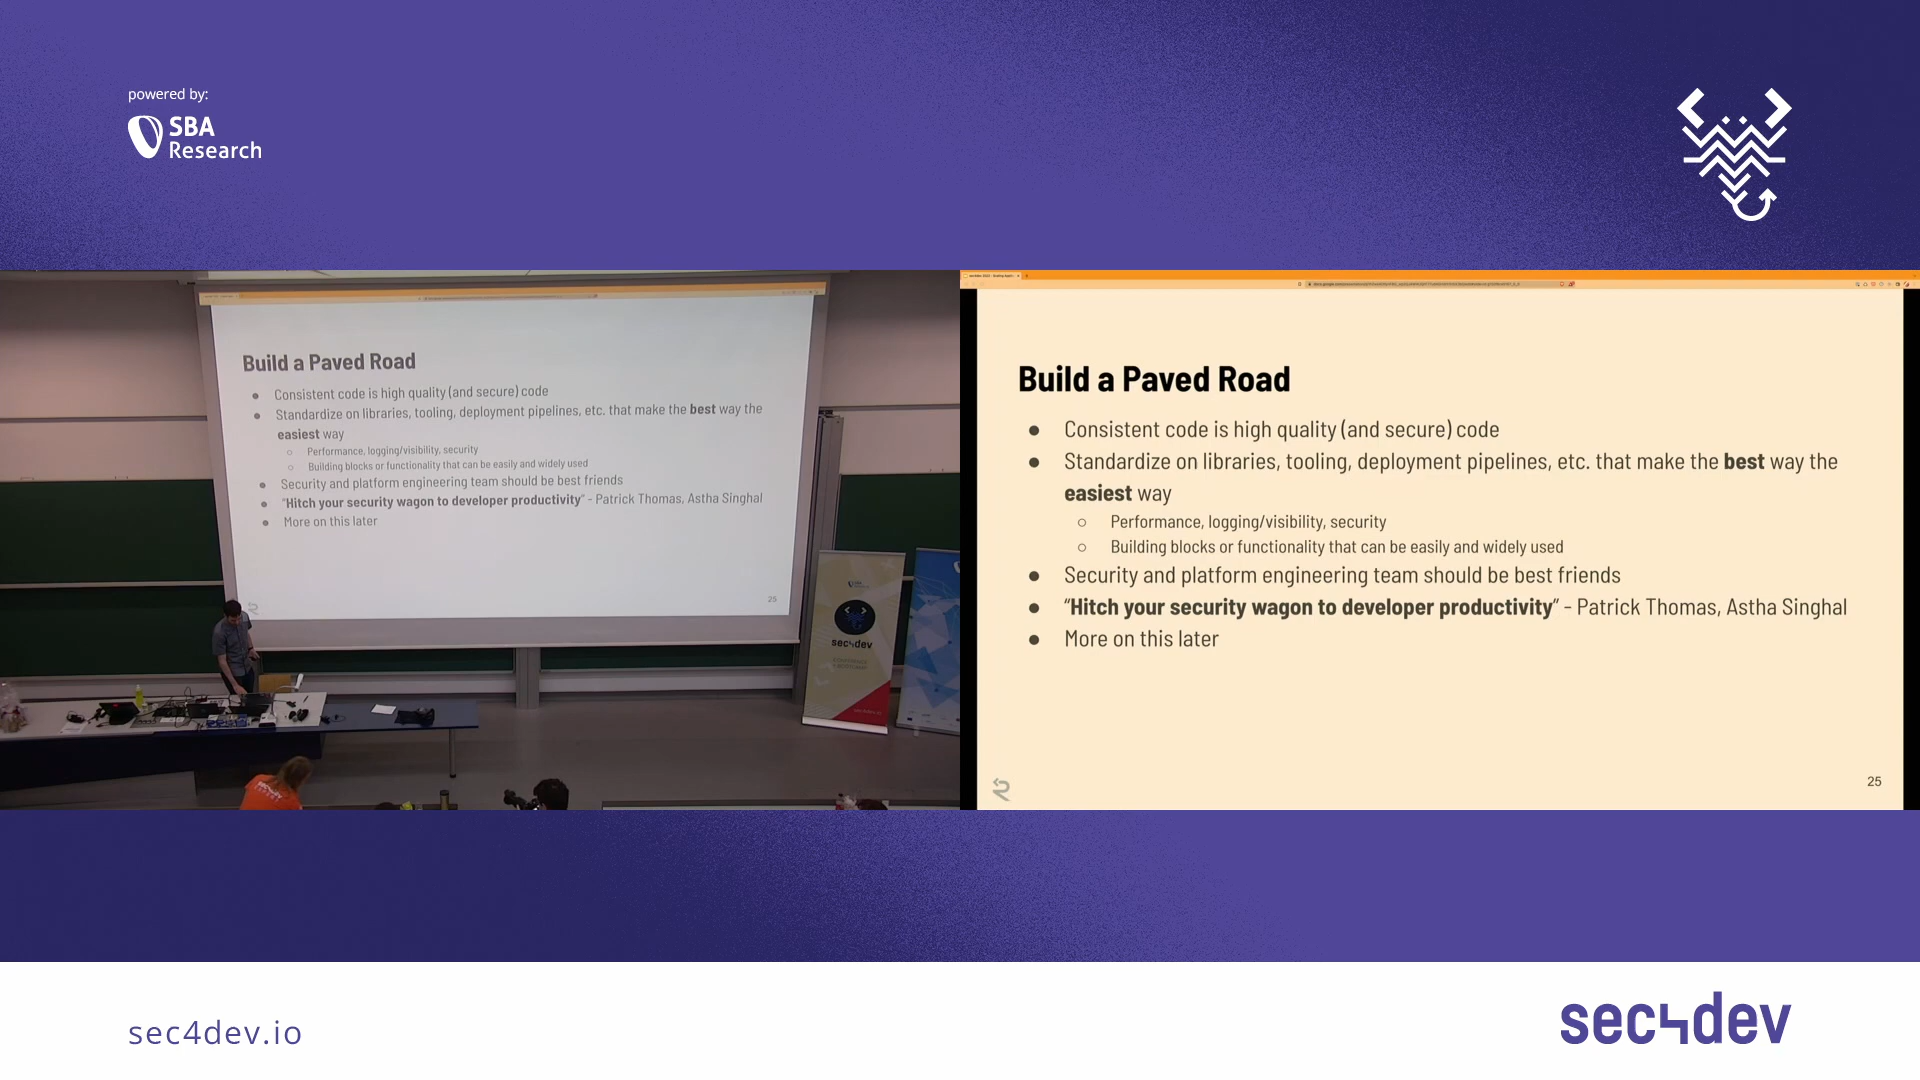 powered by:
SBA
Research
Build a Paved Road
● Consistent code is high quality (and secure) code
● Standardize on libraries, tooling, deployment pipelines, etc. that make the best way the
easiest way
○ Performance, logging/visibility, security
○ Building blocks or functionality that can be easily and widely used
● Security and platform engineering team should be best friends
● "Hitch your security wagon to developer productivity" - Patrick Thomas, Astha Singhal
● More on this later
25
sec4dev
Build a Paved Road
● Consistent code is high quality (and secure) code
● Standardize on libraries, tooling, deployment pipelines, etc. that make the best way the
easiest way
○ Performance, logging/visibility, security
○ Building blocks or functionality that can be easily and widely used
● Security and platform engineering team should be best friends
● “Hitch your security wagon to developer productivity” - Patrick Thomas, Astha Singhal
● More on this later
25
sec4dev.io
sec4dev